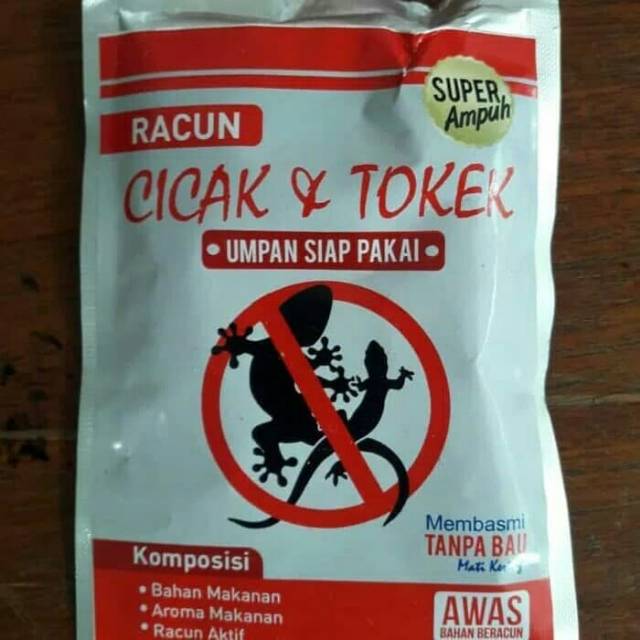 SUPER
Ampuh
RACUN
CICAK & TOKEK
• UMPAN SIAP PAKAI •
Membasmi
TANPA BAU
Mati
Komposisi
• Bahan Makanan
• Aroma Makanan
• Racun Aktif
AWAS
BAHAN BERACUN